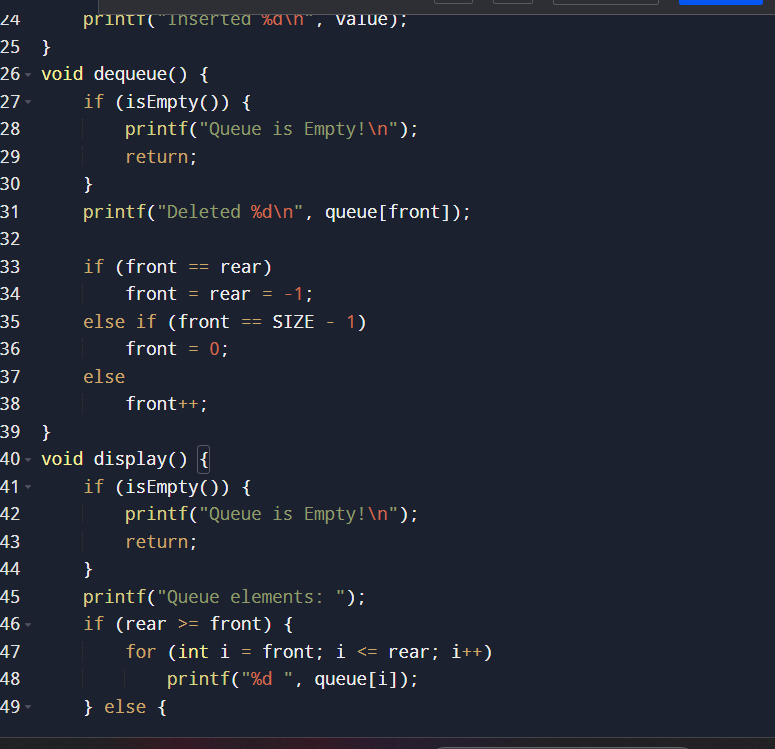 24 printf("Inserted %d\n", value);
25 }
26 void dequeue() {
27 if (isEmpty()) {
28 printf("Queue is Empty!\n");
29 return;
30 }
31 printf("Deleted %d\n", queue[front]);
32
33 if (front == rear)
34 front = rear = -1;
35 else if (front == SIZE - 1)
36 front = 0;
37 else
38 front++;
39 }
40 void display() {
41 if (isEmpty()) {
42 printf("Queue is Empty!\n");
43 return;
44 }
45 printf("Queue elements: ");
46 if (rear >= front) {
47 for (int i = front; i <= rear; i++)
48 printf("%d ", queue[i]);
49 } else {